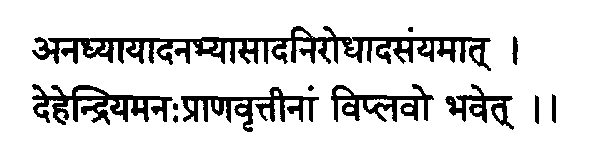 अनध्यायादनभ्यासादनिरोधादसंयमात् ।
देहेन्द्रियमनःप्राणवृत्तीनां विप्लवो भवेत् ।।